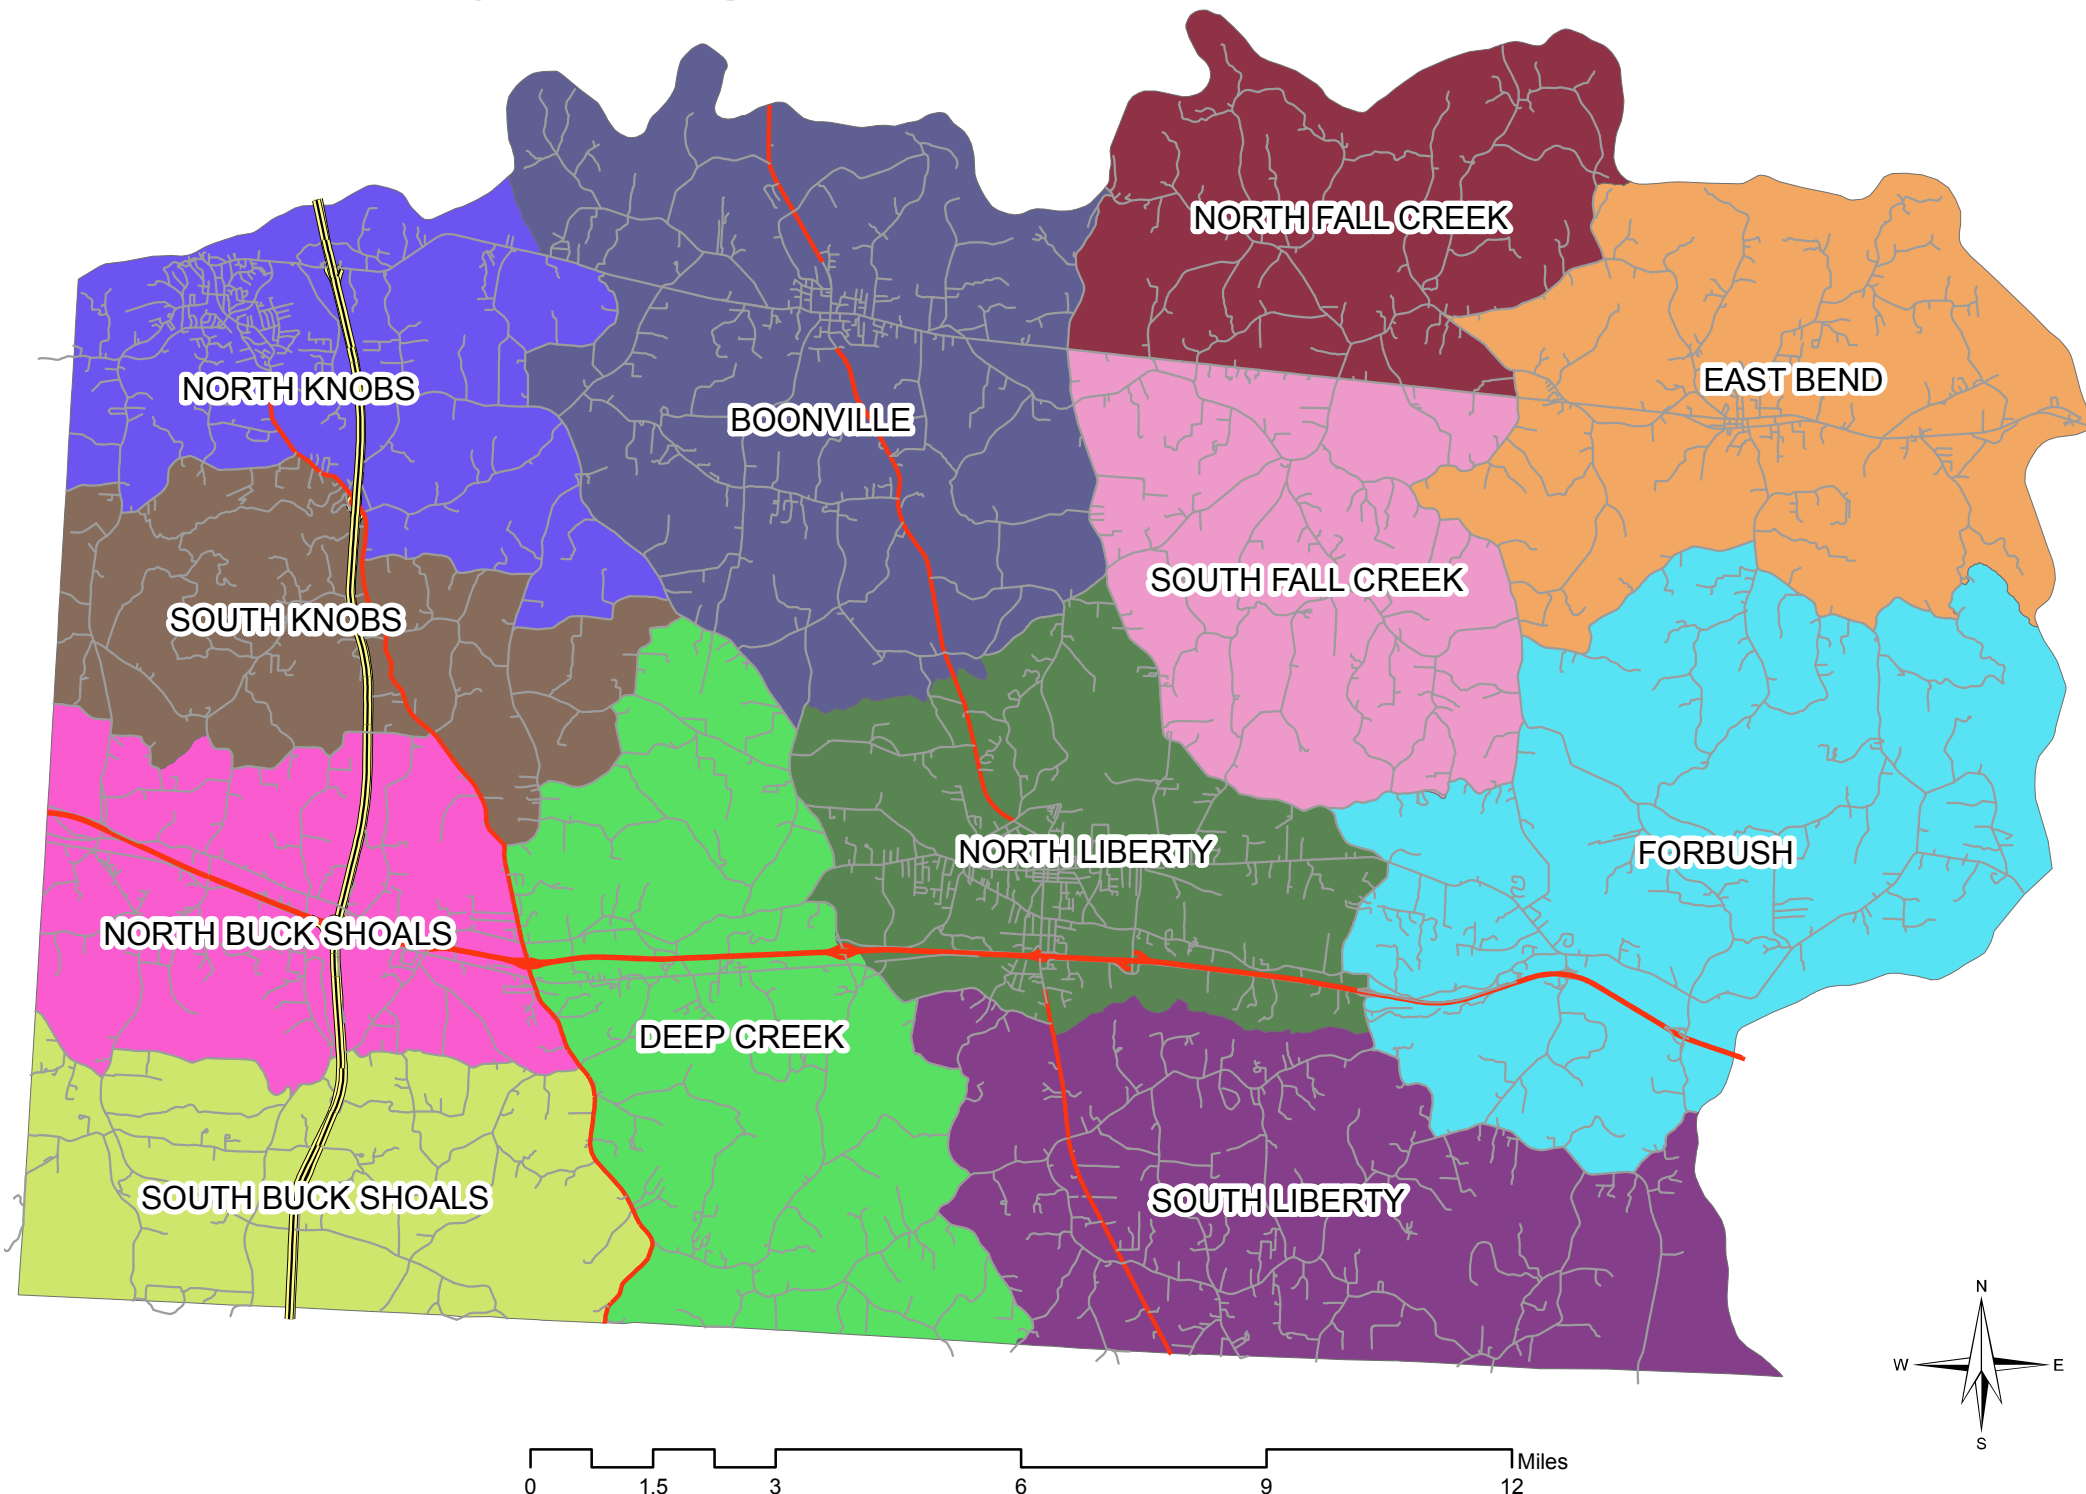 NORTH FALL CREEK
EAST BEND
NORTH KNOBS
BOONVILLE
SOUTH FALL CREEK
SOUTH KNOBS
NORTH LIBERTY
FORBUSH
NORTH BUCK SHOALS
DEEP CREEK
SOUTH BUCK SHOALS
SOUTH LIBERTY
N
W E
S
Miles
0 1.5 3 6 9 12